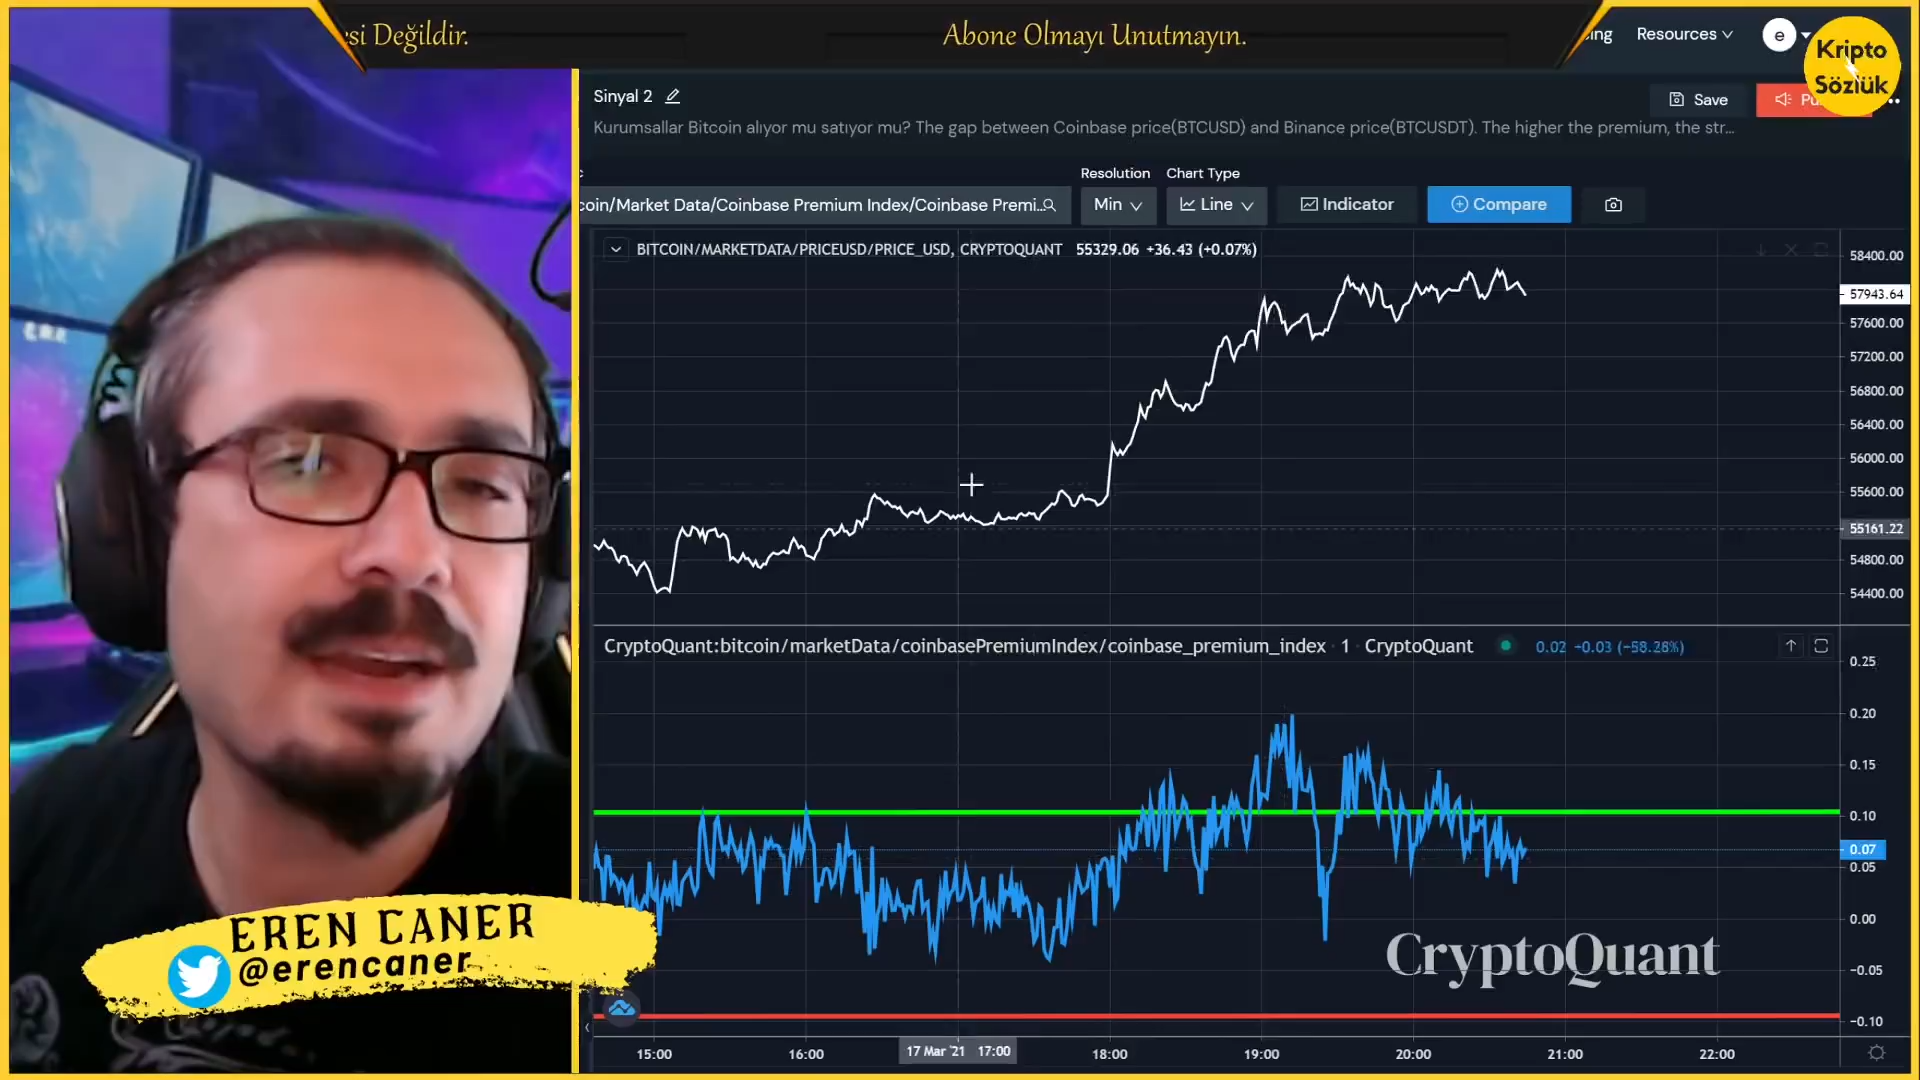 si Değildir.
Abone Olmayı Unutmayın.
ing
Resources
e
Kripto
Sözlük
Sinyal 2
Save
Kurumsallar Bitcoin alıyor mu satıyor mu? The gap between Coinbase price(BTCUSD) and Binance price(BTCUSDT). The higher the premium, the str...
Resolution
Chart Type
coin/Market Data/Coinbase Premium Index/Coinbase Premi...
Min
Line
Indicator
Compare
BITCOIN/MARKETDATA/PRICEUSD/PRICE_USD, CRYPTOQUANT 55329.06 +36.43 (+0.07%)
58400.00
57943.64
57600.00
57200.00
56800.00
56400.00
56000.00
55600.00
55161.22
54800.00
54400.00
CryptoQuant:bitcoin/marketData/coinbasePremiumIndex/coinbase_premium_index · 1 · CryptoQuant 0.02 −0.03 (−58.28%)
0.25
0.20
0.15
0.10
0.07
0.05
0.00
−0.05
−0.10
CryptoQuant
EREN CANER
@erencaner
15:00
16:00
17 Mar '21 17:00
18:00
19:00
20:00
21:00
22:00